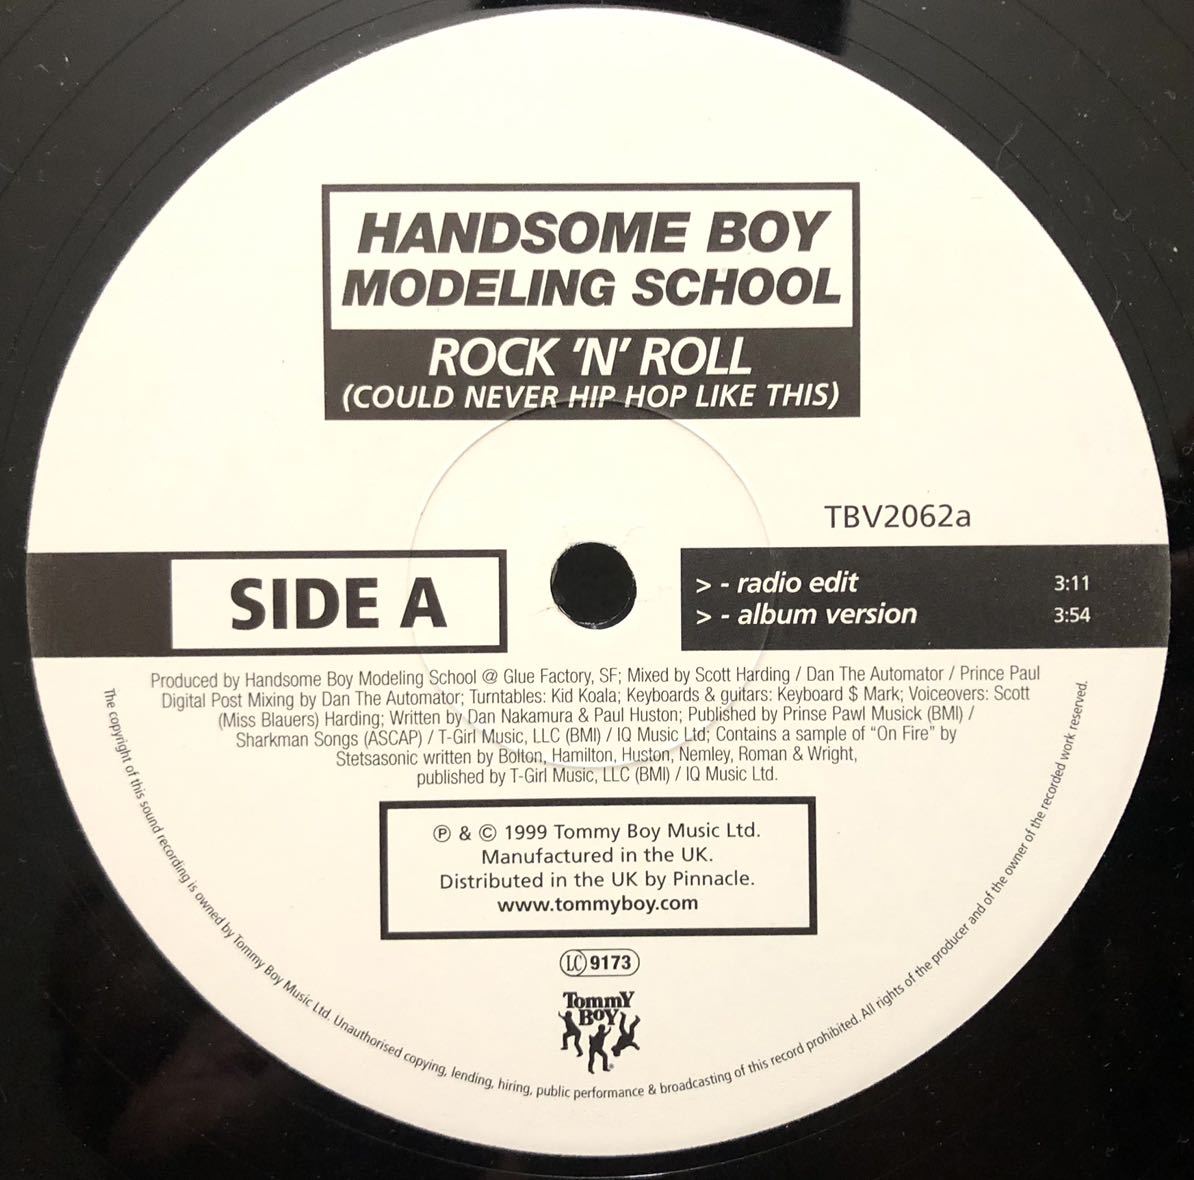 HANDSOME BOY
MODELING SCHOOL
ROCK 'N' ROLL
(COULD NEVER HIP HOP LIKE THIS)
TBV2062a
SIDE A
> - radio edit 3:11
> - album version 3:54
Produced by Handsome Boy Modeling School @ Glue Factory, SF; Mixed by Scott Harding / Dan The Automator / Prince Paul
Digital Post Mixing by Dan The Automator; Turntables: Kid Koala; Keyboards & guitars: Keyboard $ Mark; Voiceovers: Scott
(Miss Blauers) Harding; Written by Dan Nakamura & Paul Huston; Published by Prinse Pawl Musick (BMI) /
Sharkman Songs (ASCAP) / T-Girl Music, LLC (BMI) / IQ Music Ltd; Contains a sample of “On Fire” by
Stetsasonic written by Bolton, Hamilton, Huston, Nemley, Roman & Wright,
published by T-Girl Music, LLC (BMI) / IQ Music Ltd.
℗ & © 1999 Tommy Boy Music Ltd.
Manufactured in the UK.
Distributed in the UK by Pinnacle.
www.tommyboy.com
LC 9173
TommY
BOY
The copyright of this sound recording is owned by Tommy Boy Music Ltd. Unauthorised copying, lending, hiring, public performance & broadcasting of this record prohibited. All rights of the producer and of the owner of the recorded work reserved.